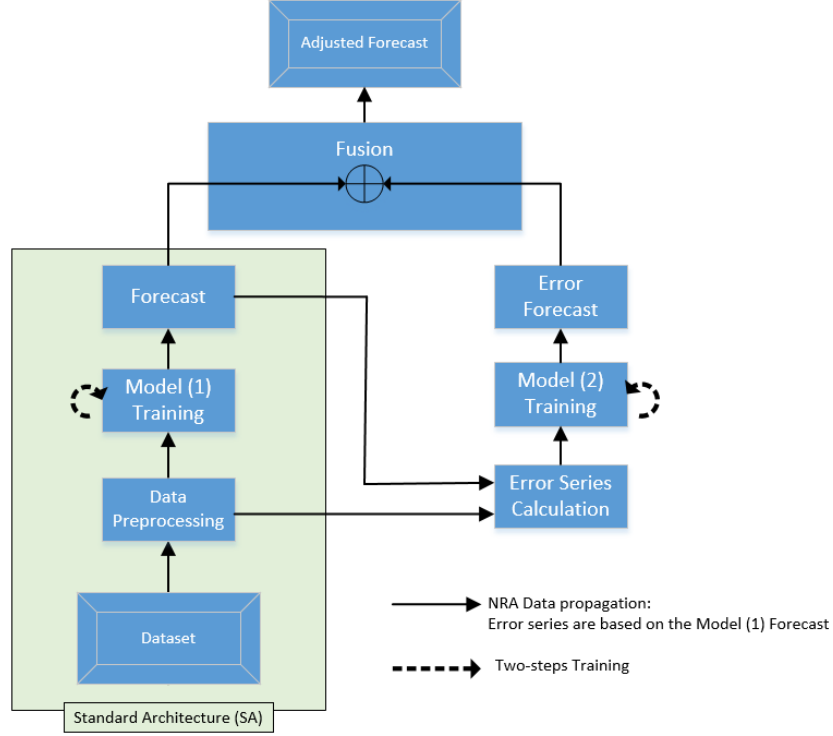 Adjusted Forecast
Fusion
Forecast
Error
Forecast
Model (1)
Training
Model (2)
Training
Data
Preprocessing
Error Series
Calculation
Dataset
NRA Data propagation:
Error series are based on the Model (1) Forecast
Two-steps Training
Standard Architecture (SA)